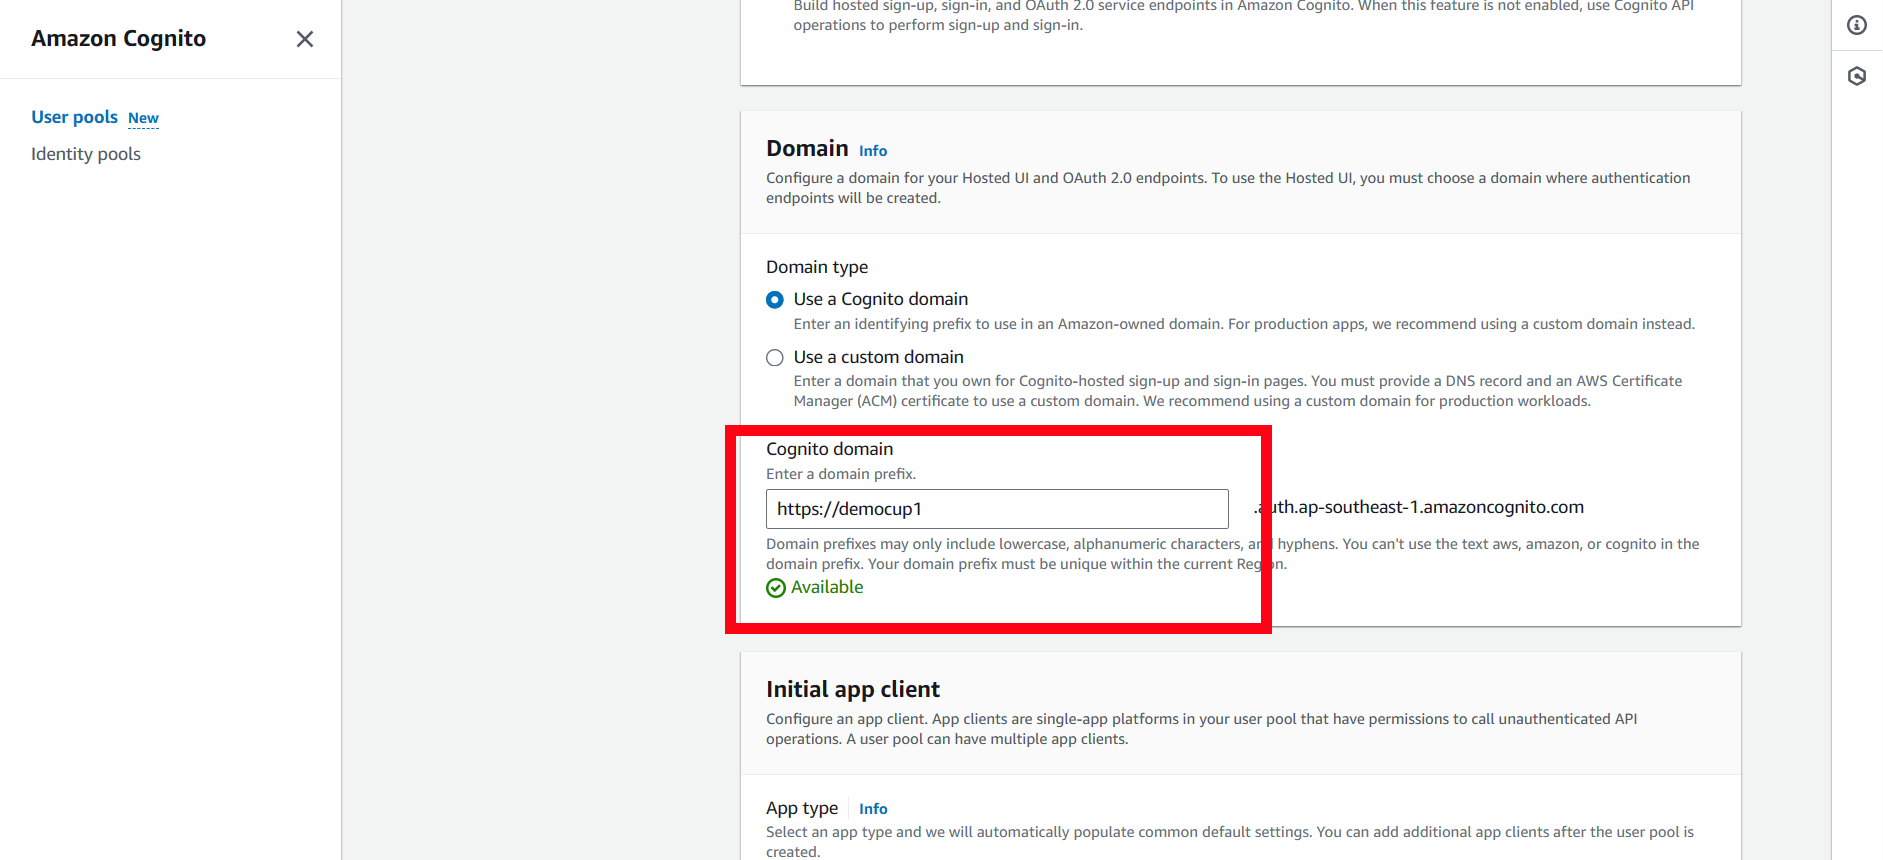 Amazon Cognito
User pools New
Identity pools
Build hosted sign-up, sign-in, and OAuth 2.0 service endpoints in Amazon Cognito. When this feature is not enabled, use Cognito API
operations to perform sign-up and sign-in.
Domain Info
Configure a domain for your Hosted UI and OAuth 2.0 endpoints. To use the Hosted UI, you must choose a domain where authentication
endpoints will be created.
Domain type
Use a Cognito domain
Enter an identifying prefix to use in an Amazon-owned domain. For production apps, we recommend using a custom domain instead.
Use a custom domain
Enter a domain that you own for Cognito-hosted sign-up and sign-in pages. You must provide a DNS record and an AWS Certificate
Manager (ACM) certificate to use a custom domain. We recommend using a custom domain for production workloads.
Cognito domain
Enter a domain prefix.
https://democup1 .auth.ap-southeast-1.amazoncognito.com
Domain prefixes may only include lowercase, alphanumeric characters, and hyphens. You can't use the text aws, amazon, or cognito in the
domain prefix. Your domain prefix must be unique within the current Region.
Available
Initial app client
Configure an app client. App clients are single-app platforms in your user pool that have permissions to call unauthenticated API
operations. A user pool can have multiple app clients.
App type Info
Select an app type and we will automatically populate common default settings. You can add additional app clients after the user pool is
created.